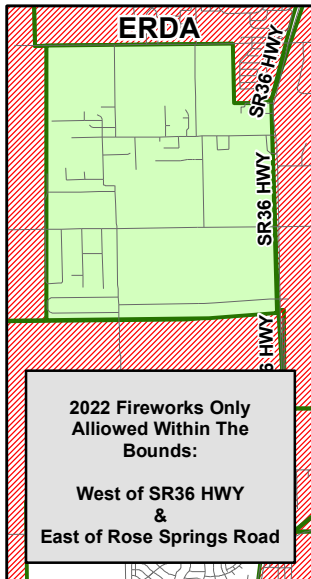 ERDA
SR36 HWY
SR36 HWY
6 HWY
2022 Fireworks Only
Alliowed Within The
Bounds:
West of SR36 HWY
&
East of Rose Springs Road